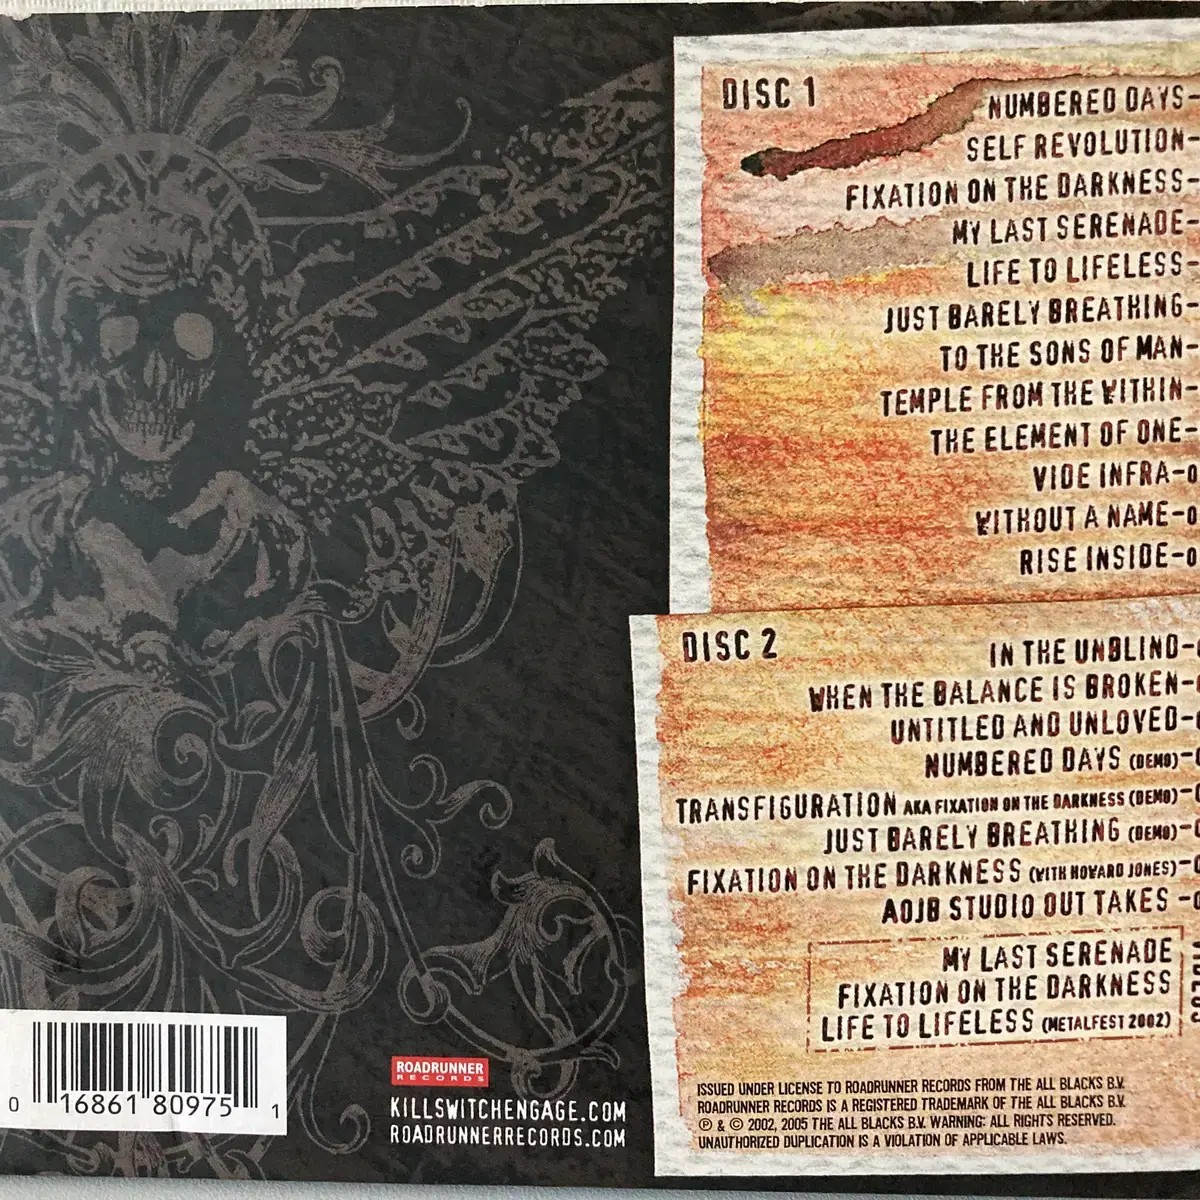 DISC 1
NUMBERED DAYS-
SELF REVOLUTION-
FIXATION ON THE DARKNESS-
MY LAST SERENADE-
LIFE TO LIFELESS-
JUST BARELY BREATHING-
TO THE SONS OF MAN-
TEMPLE FROM THE WITHIN-
THE ELEMENT OF ONE-
VIDE INFRA-0
WITHOUT A NAME-0
RISE INSIDE-0
DISC 2
IN THE UNBLIND-
WHEN THE BALANCE IS BROKEN-
UNTITLED AND UNLOVED-
NUMBERED DAYS (DEMO)-
TRANSFIGURATION AKA FIXATION ON THE DARKNESS (DEMO)-
JUST BARELY BREATHING (DEMO)-
FIXATION ON THE DARKNESS (WITH HOWARD JONES)-
AOJB STUDIO OUT TAKES -
MY LAST SERENADE
FIXATION ON THE DARKNESS
LIFE TO LIFELESS (METALFEST 2002)
ISSUED UNDER LICENSE TO ROADRUNNER RECORDS FROM THE ALL BLACKS B.V.
ROADRUNNER RECORDS IS A REGISTERED TRADEMARK OF THE ALL BLACKS B.V.
℗ & © 2002, 2005 THE ALL BLACKS B.V. WARNING: ALL RIGHTS RESERVED.
UNAUTHORIZED DUPLICATION IS A VIOLATION OF APPLICABLE LAWS.
ROADRUNNER
RECORDS
KILLSWITCHENGAGE.COM
ROADRUNNERRECORDS.COM
0 16861 80975 1